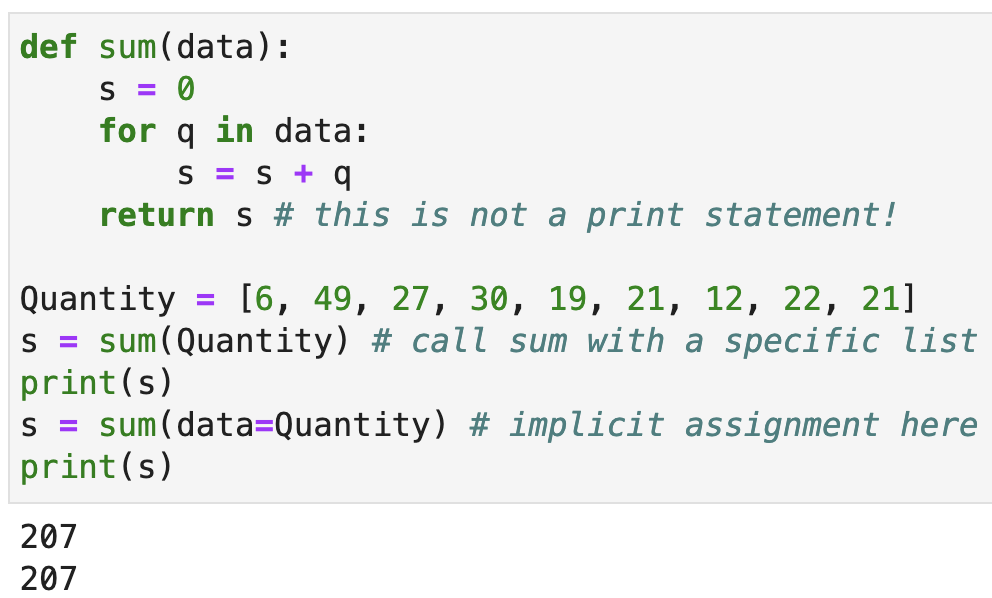 def sum(data):
    s = 0
    for q in data:
        s = s + q
    return s # this is not a print statement!

Quantity = [6, 49, 27, 30, 19, 21, 12, 22, 21]
s = sum(Quantity) # call sum with a specific list
print(s)
s = sum(data=Quantity) # implicit assignment here
print(s)
207
207